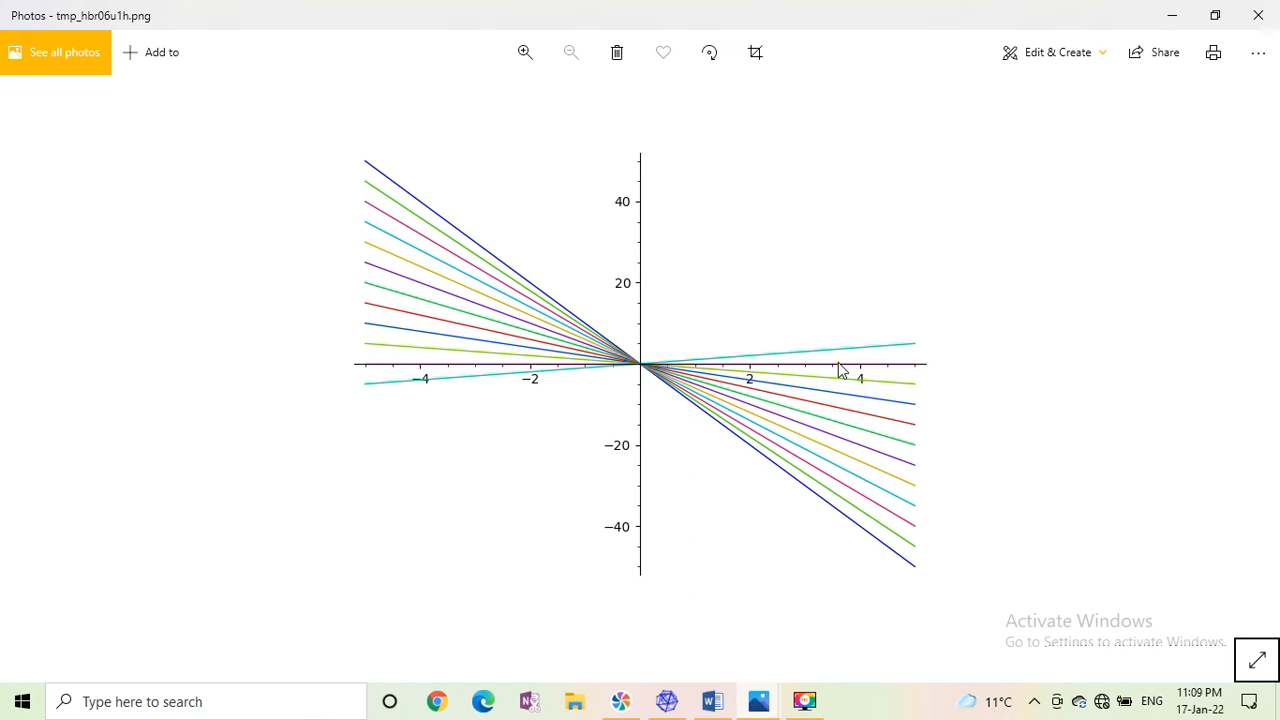 Photos - tmp_hbr06u1h.png
See all photos
Add to
Edit & Create
Share
40
20
−4
−2
2
4
−20
−40
Activate Windows
Go to Settings to activate Windows.
Type here to search
11°C
ENG
11:09 PM
17-Jan-22